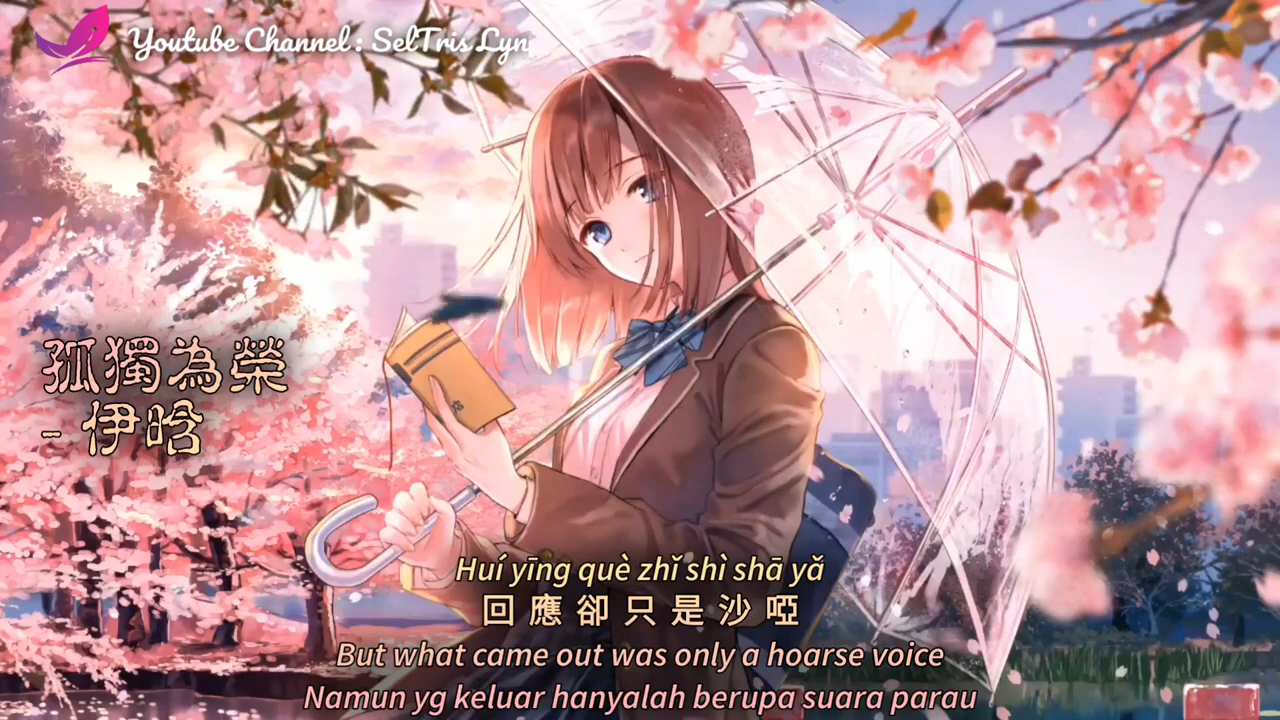 Youtube Channel : SelTris Lyn
孤獨為榮
- 伊晗
Huí yīng què zhǐ shì shā yǎ
回應卻只是沙啞
But what came out was only a hoarse voice
Namun yg keluar hanyalah berupa suara parau